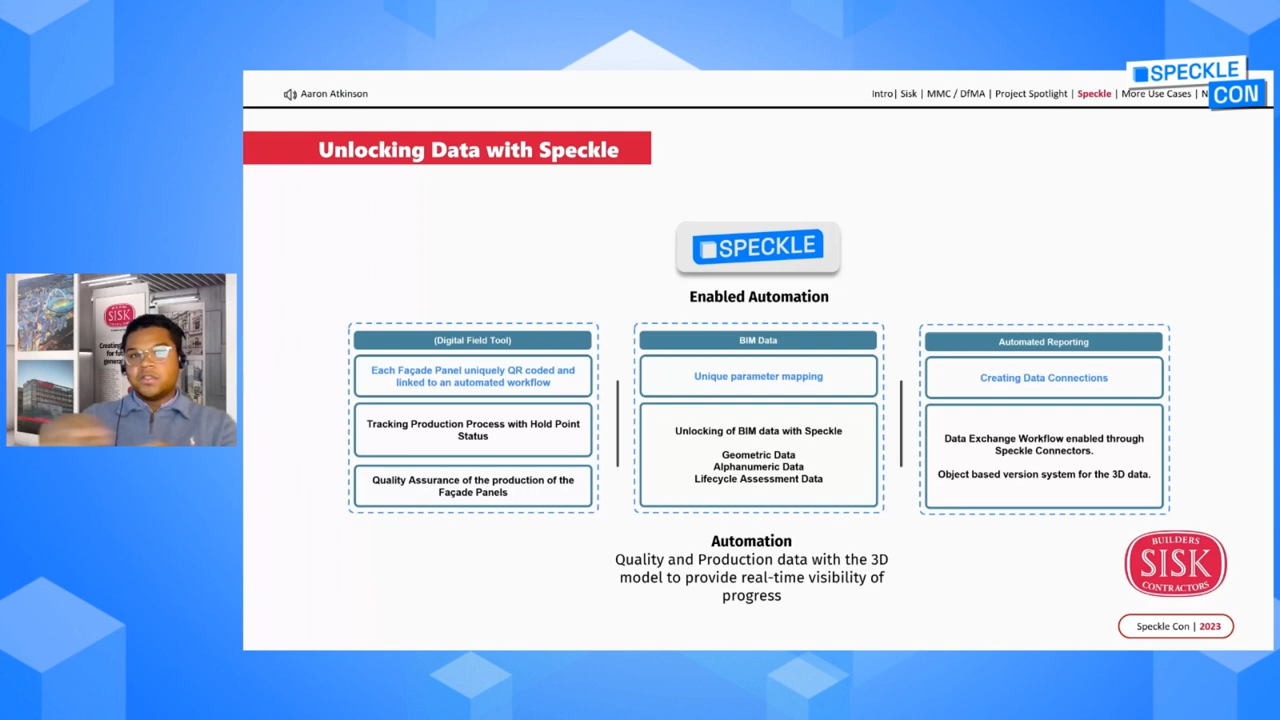 SPECKLE
CON
Aaron Atkinson
Intro| Sisk | MMC / DfMA | Project Spotlight | Speckle | More Use Cases | N
Unlocking Data with Speckle
SPECKLE
Enabled Automation
(Digital Field Tool)
Each Façade Panel uniquely QR coded and
linked to an automated workflow
Tracking Production Process with Hold Point
Status
Quality Assurance of the production of the
Façade Panels
BIM Data
Unique parameter mapping
Unlocking of BIM data with Speckle
Geometric Data
Alphanumeric Data
Lifecycle Assessment Data
Automated Reporting
Creating Data Connections
Data Exchange Workflow enabled through
Speckle Connectors.
Object based version system for the 3D data.
SISK
Automation
Quality and Production data with the 3D
model to provide real-time visibility of
progress
BUILDERS
SISK
CONTRACTORS
Speckle Con | 2023